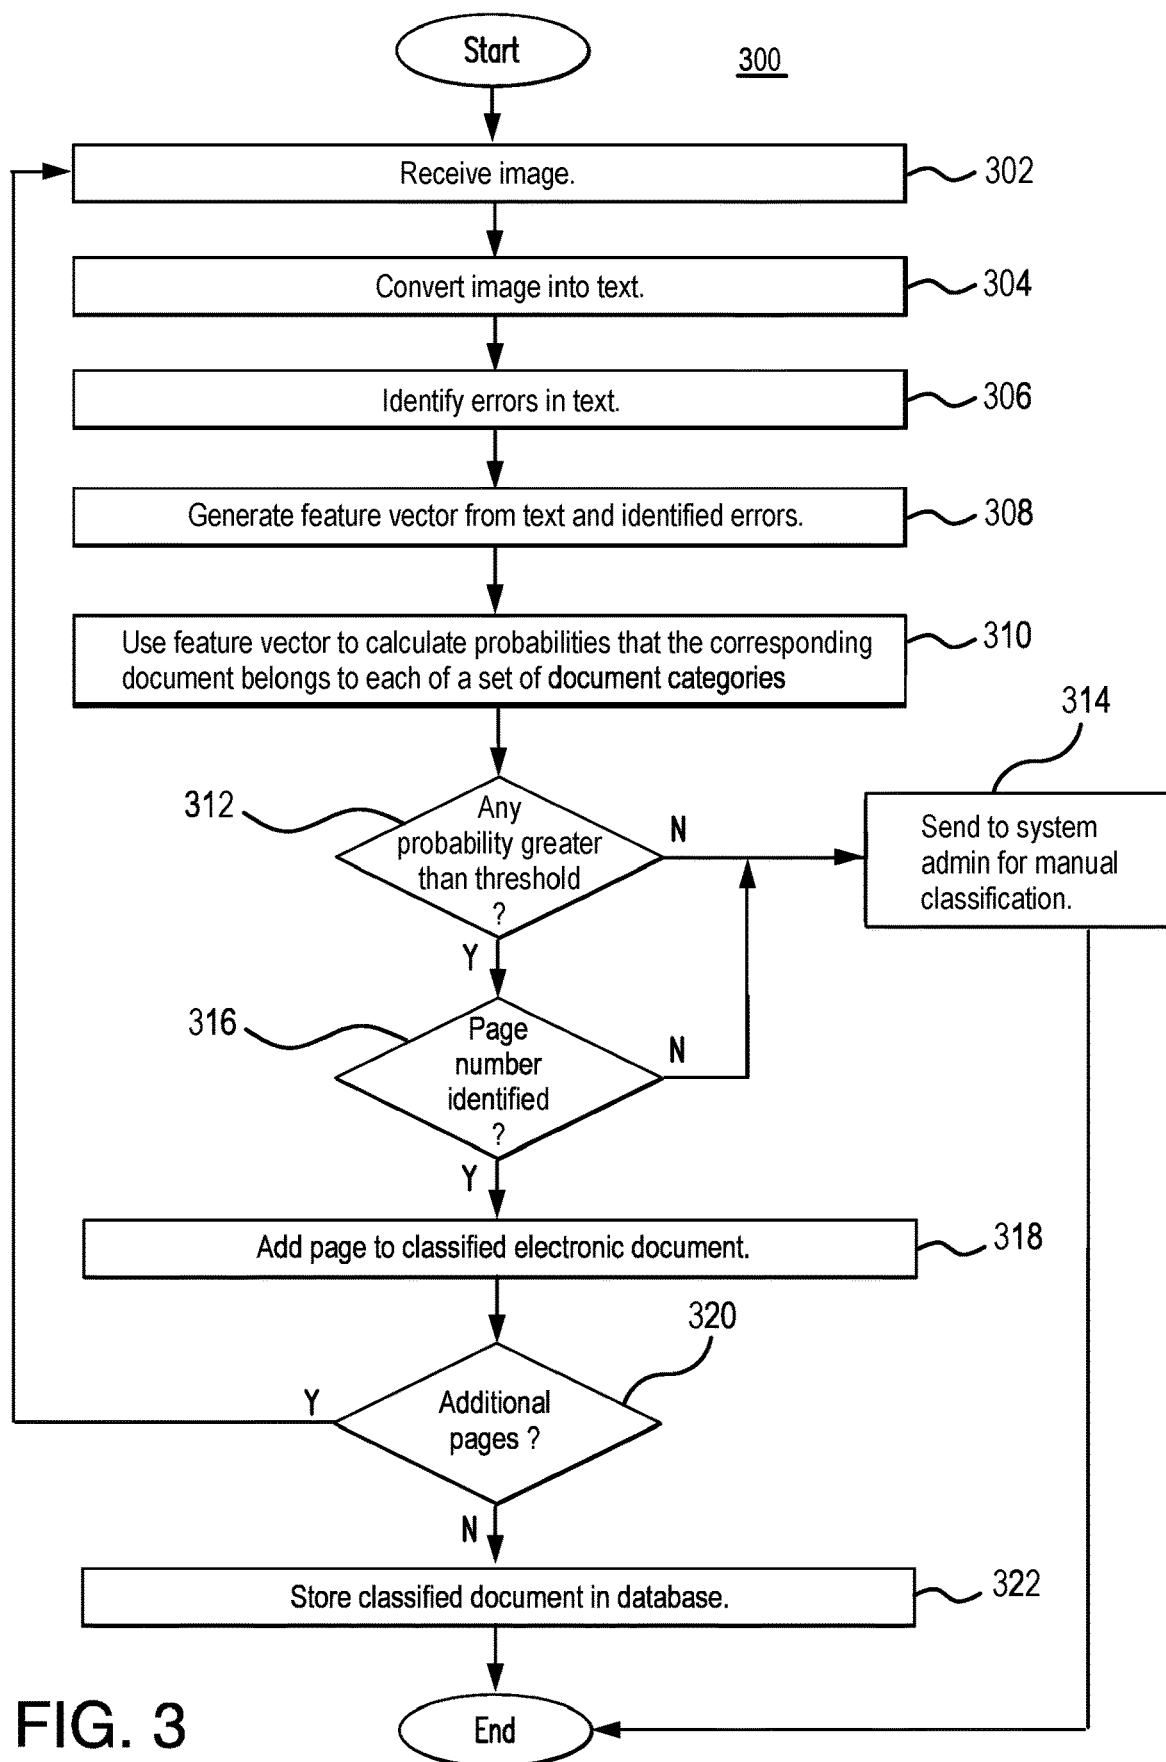 Start
300
Receive image.
302
Convert image into text.
304
Identify errors in text.
306
Generate feature vector from text and identified errors.
308
Use feature vector to calculate probabilities that the corresponding
document belongs to each of a set of document categories
310
312
Any
probability greater
than threshold
?
N
Y
314
Send to system
admin for manual
classification.
316
Page
number
identified
?
N
Y
Add page to classified electronic document.
318
320
Additional
pages ?
Y
N
Store classified document in database.
322
End
FIG. 3